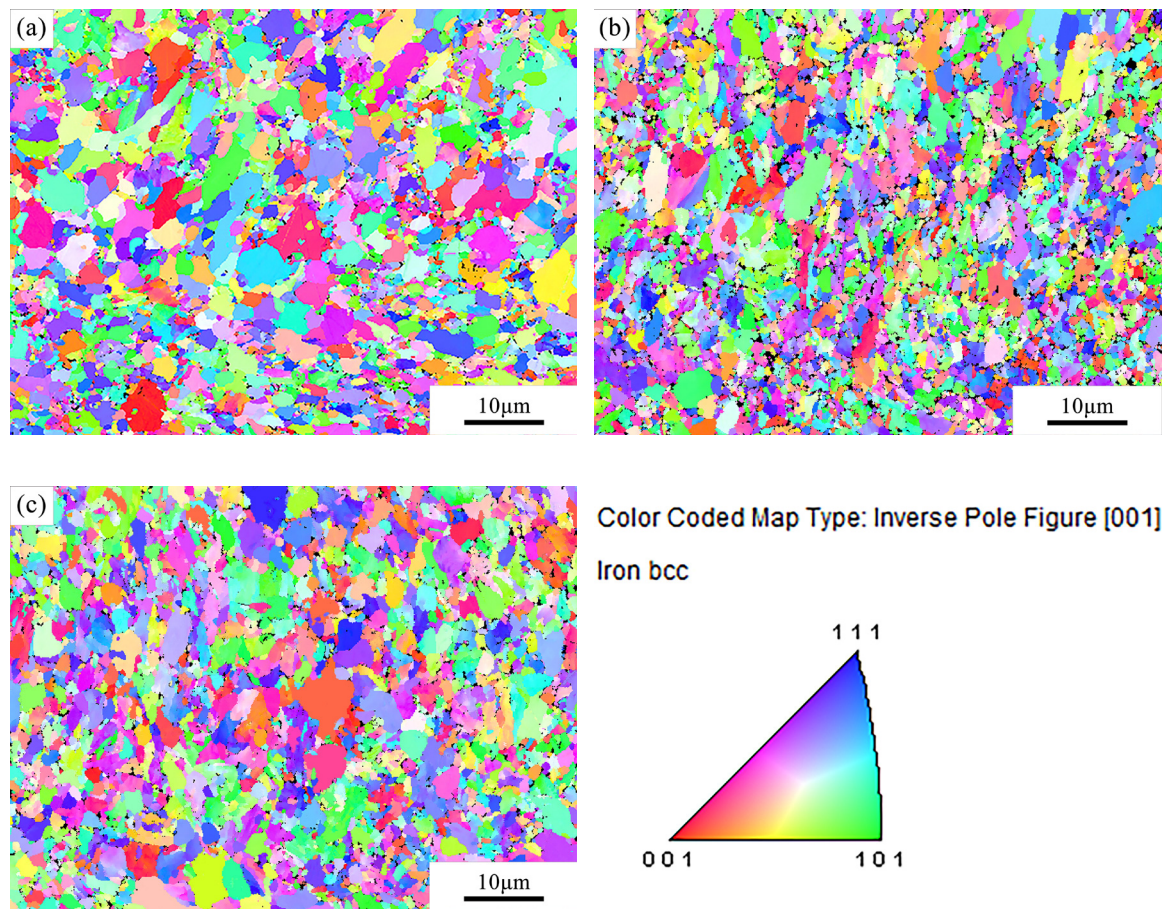 (a)
(b)
10μm
10μm
(c)
Color Coded Map Type: Inverse Pole Figure [001]
Iron bcc
1 1 1
0 0 1
1 0 1
10μm